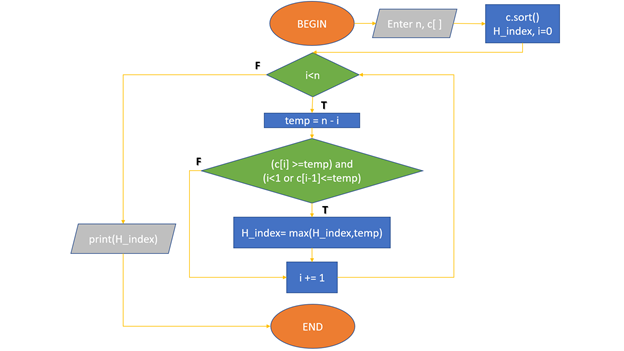 BEGIN
Enter n, c[ ]
c.sort()
H_index, i=0
F
i<n
T
temp = n - i
F
(c[i] >=temp) and
(i<1 or c[i-1]<=temp)
T
print(H_index)
H_index= max(H_index,temp)
i += 1
END